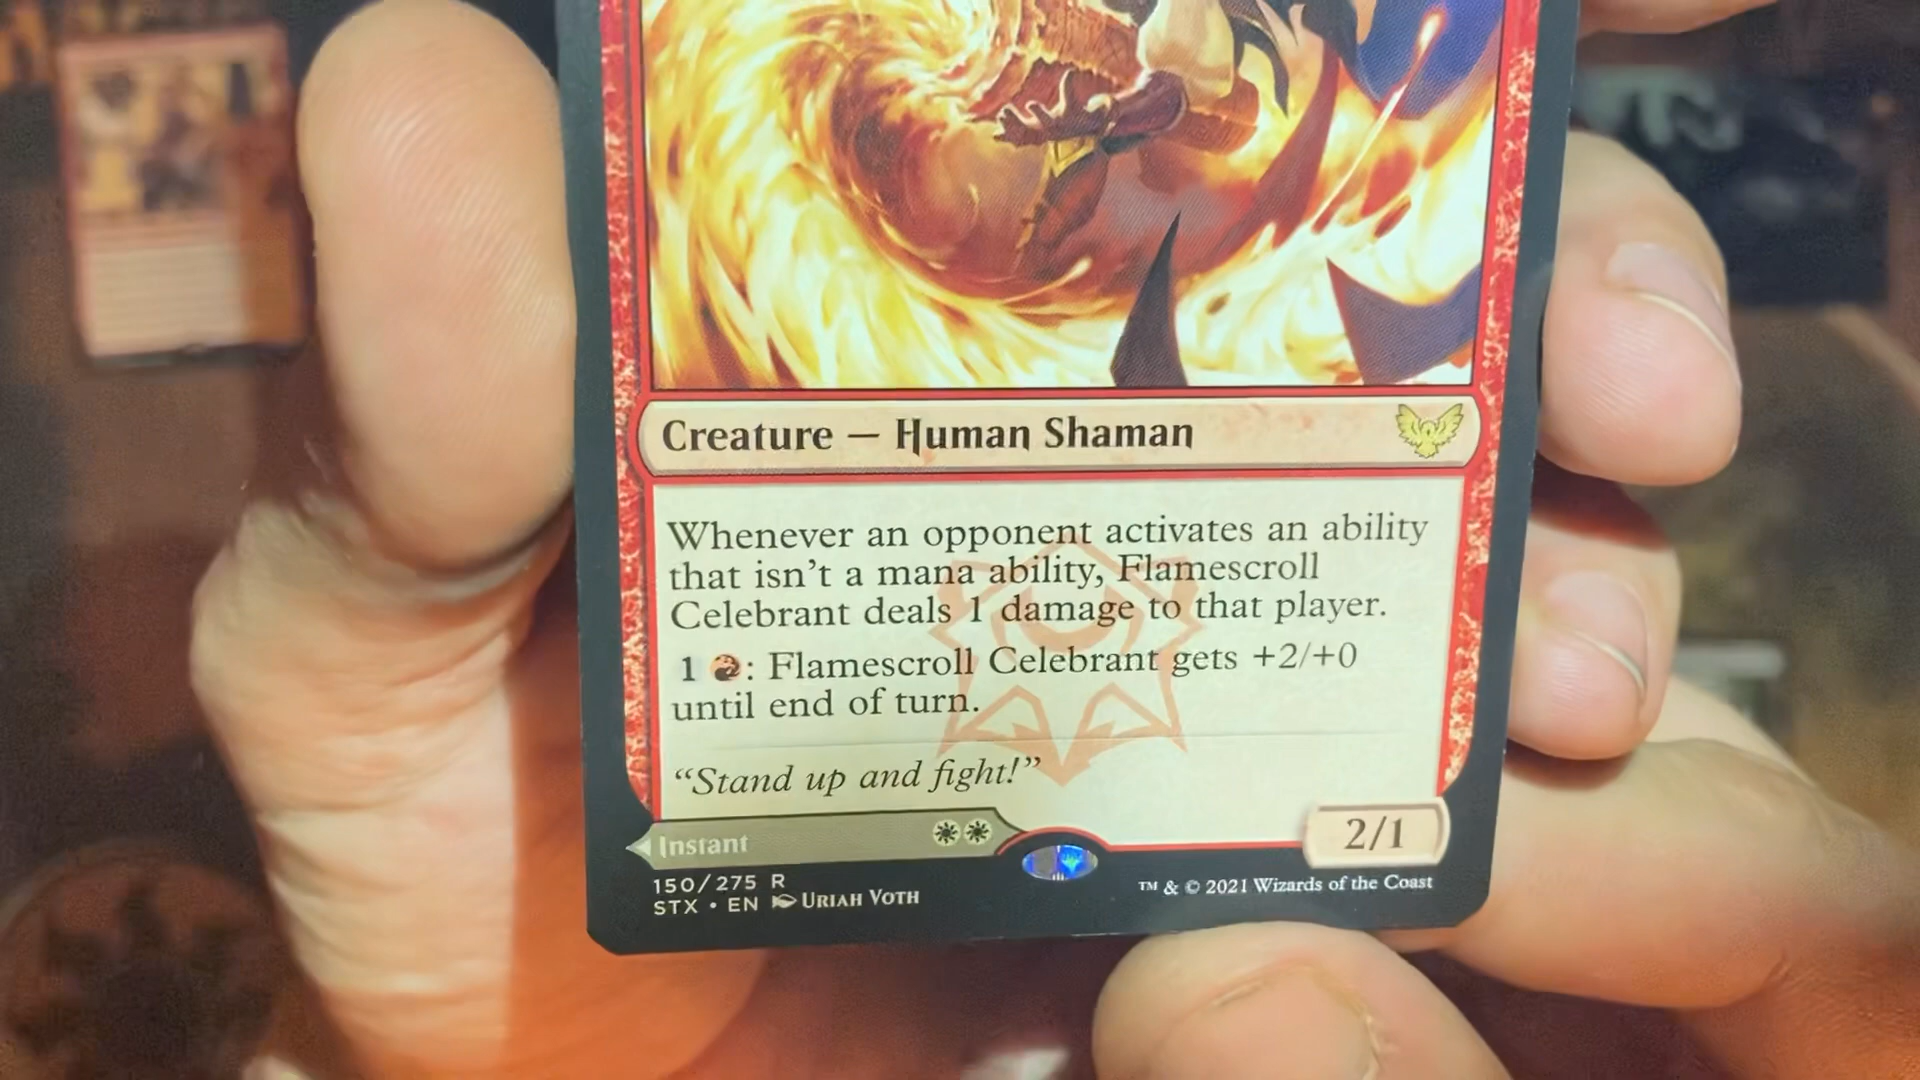 Creature — Human Shaman
Whenever an opponent activates an ability
that isn't a mana ability, Flamescroll
Celebrant deals 1 damage to that player.
1 : Flamescroll Celebrant gets +2/+0
until end of turn.
“Stand up and fight!”
Instant
2/1
150/275 R
STX • EN URIAH VOTH
™ & © 2021 Wizards of the Coast